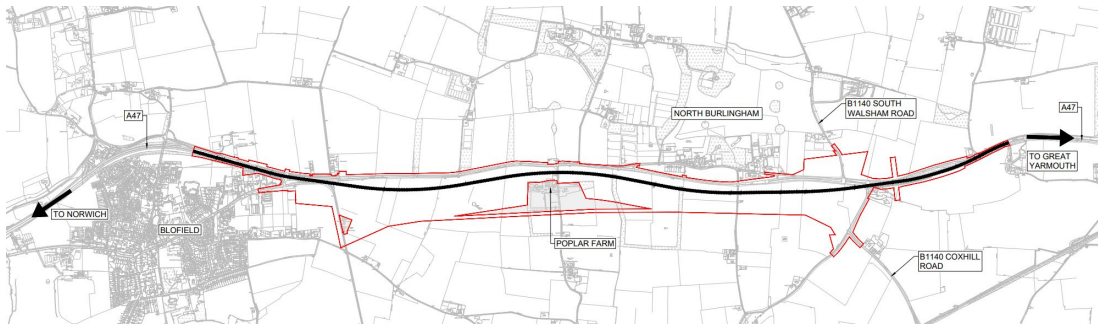 A47
TO NORWICH
BLOFIELD
POPLAR FARM
NORTH BURLINGHAM
B1140 SOUTH
WALSHAM ROAD
A47
TO GREAT
YARMOUTH
B1140 COXHILL
ROAD